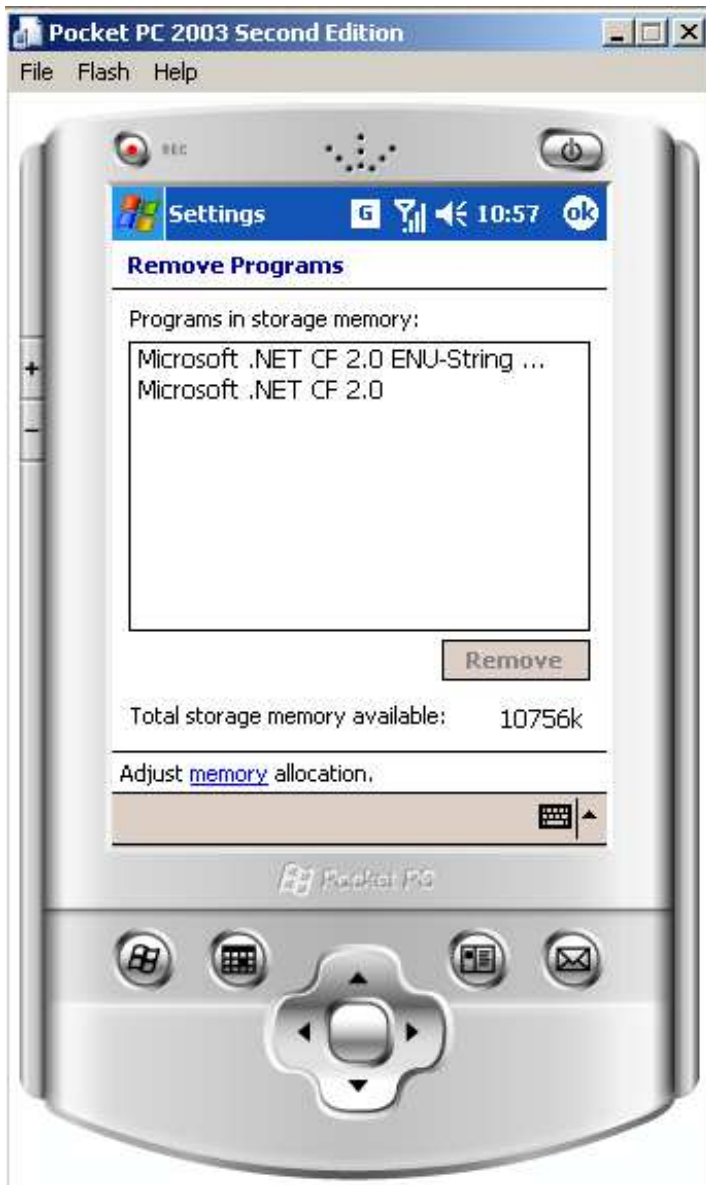 Pocket PC 2003 Second Edition
File Flash Help
REC
Settings G 10:57 ok
Remove Programs
Programs in storage memory:
Microsoft .NET CF 2.0 ENU-String ...
Microsoft .NET CF 2.0
+
-
Remove
Total storage memory available: 10756k
Adjust memory allocation.
Pocket PC